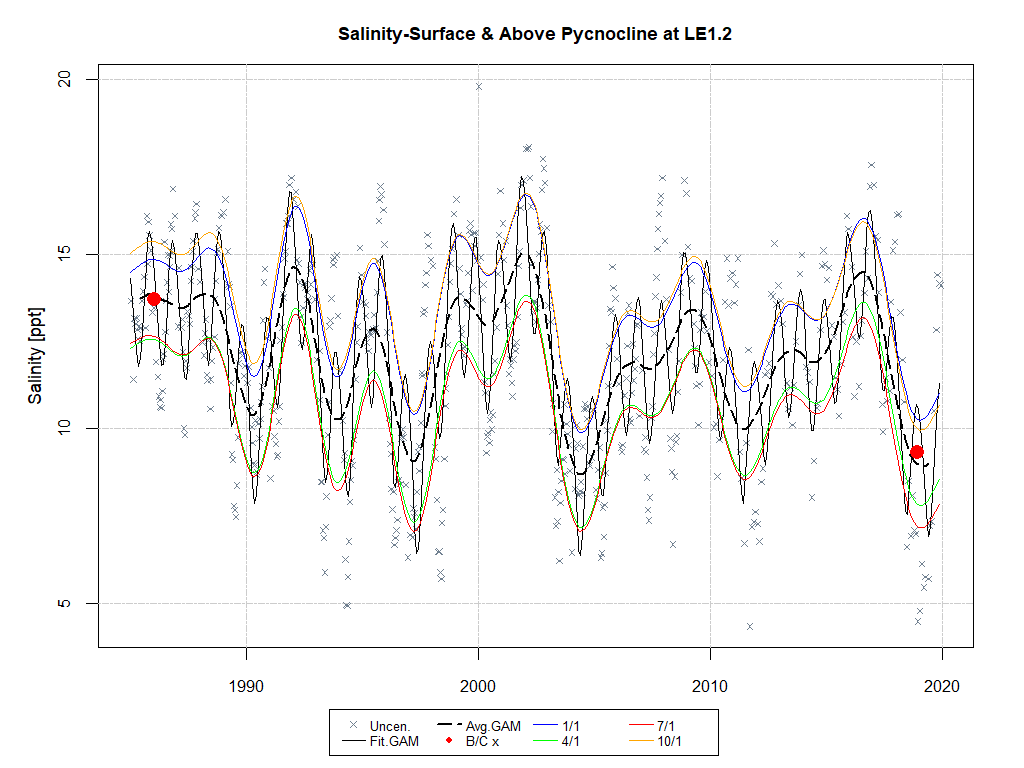 Salinity-Surface & Above Pycnocline at LE1.2
Salinity [ppt]
20
15
10
5
1990 2000 2010 2020
Uncen. Avg.GAM 1/1 7/1
Fit.GAM B/C x 4/1 10/1